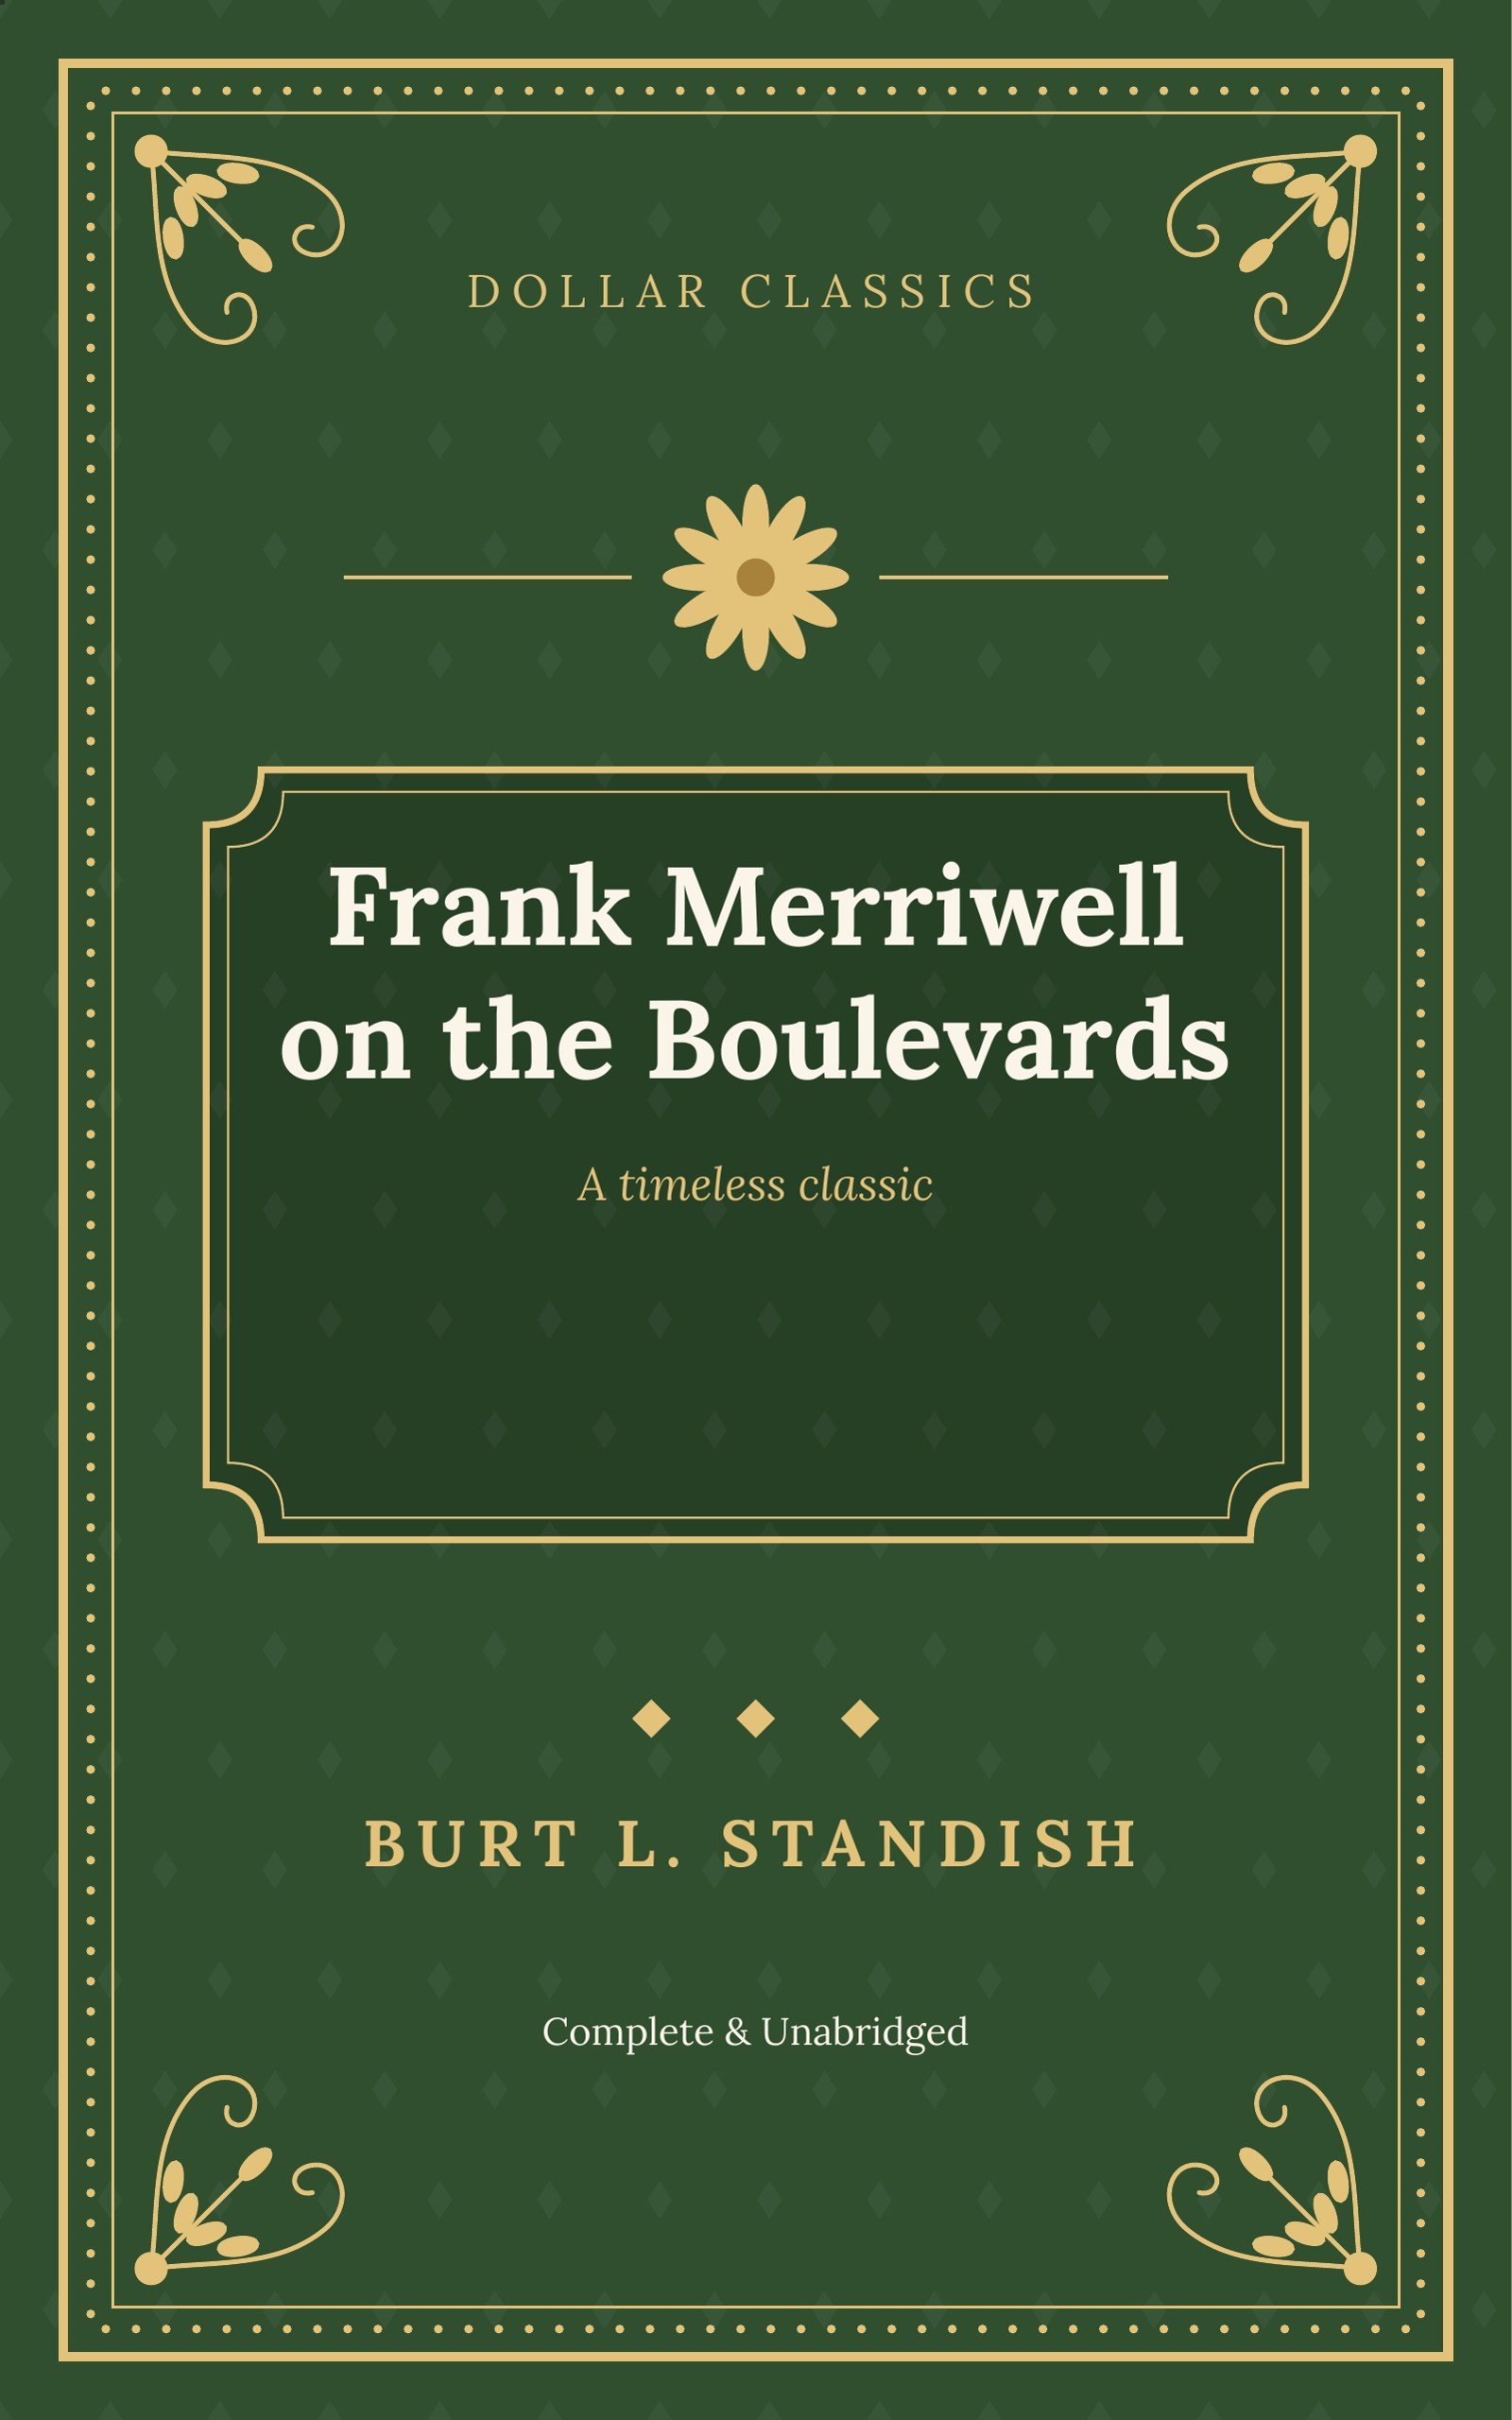 DOLLAR CLASSICS
Frank Merriwell
on the Boulevards
A timeless classic
BURT L. STANDISH
Complete & Unabridged